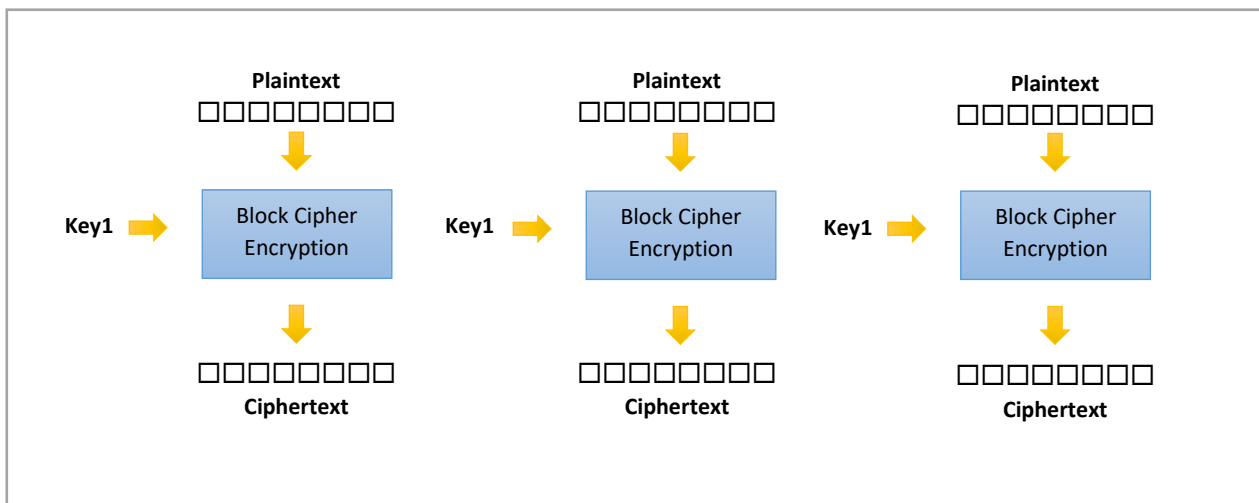 Plaintext
Plaintext
Plaintext
Key1
Block Cipher
Encryption
Key1
Block Cipher
Encryption
Key1
Block Cipher
Encryption
Ciphertext
Ciphertext
Ciphertext